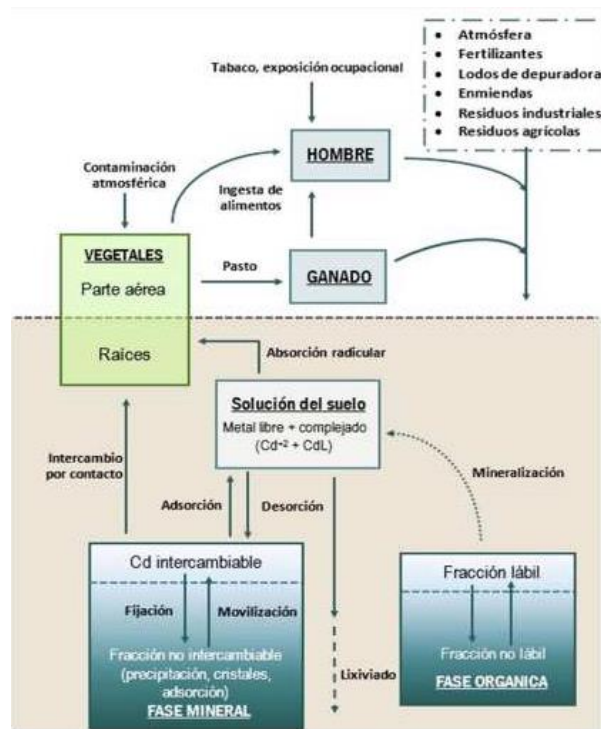 • Atmósfera
• Fertilizantes
• Lodos de depuradora
• Enmiendas
• Residuos industriales
• Residuos agrícolas
Tabaco, exposición ocupacional
HOMBRE
Contaminación
atmosférica
Ingesta de
alimentos
VEGETALES
Parte aérea
Pasto
GANADO
Raíces
Absorción radicular
Solución del suelo
Metal libre + complejado
(Cd+2 + CdL)
Intercambio
por contacto
Mineralización
Adsorción
Desorción
Cd intercambiable
Fracción lábil
Fijación
Movilización
Fracción no intercambiable
(precipitación, cristales,
adsorción)
FASE MINERAL
Lixiviado
Fracción no lábil
FASE ORGANICA